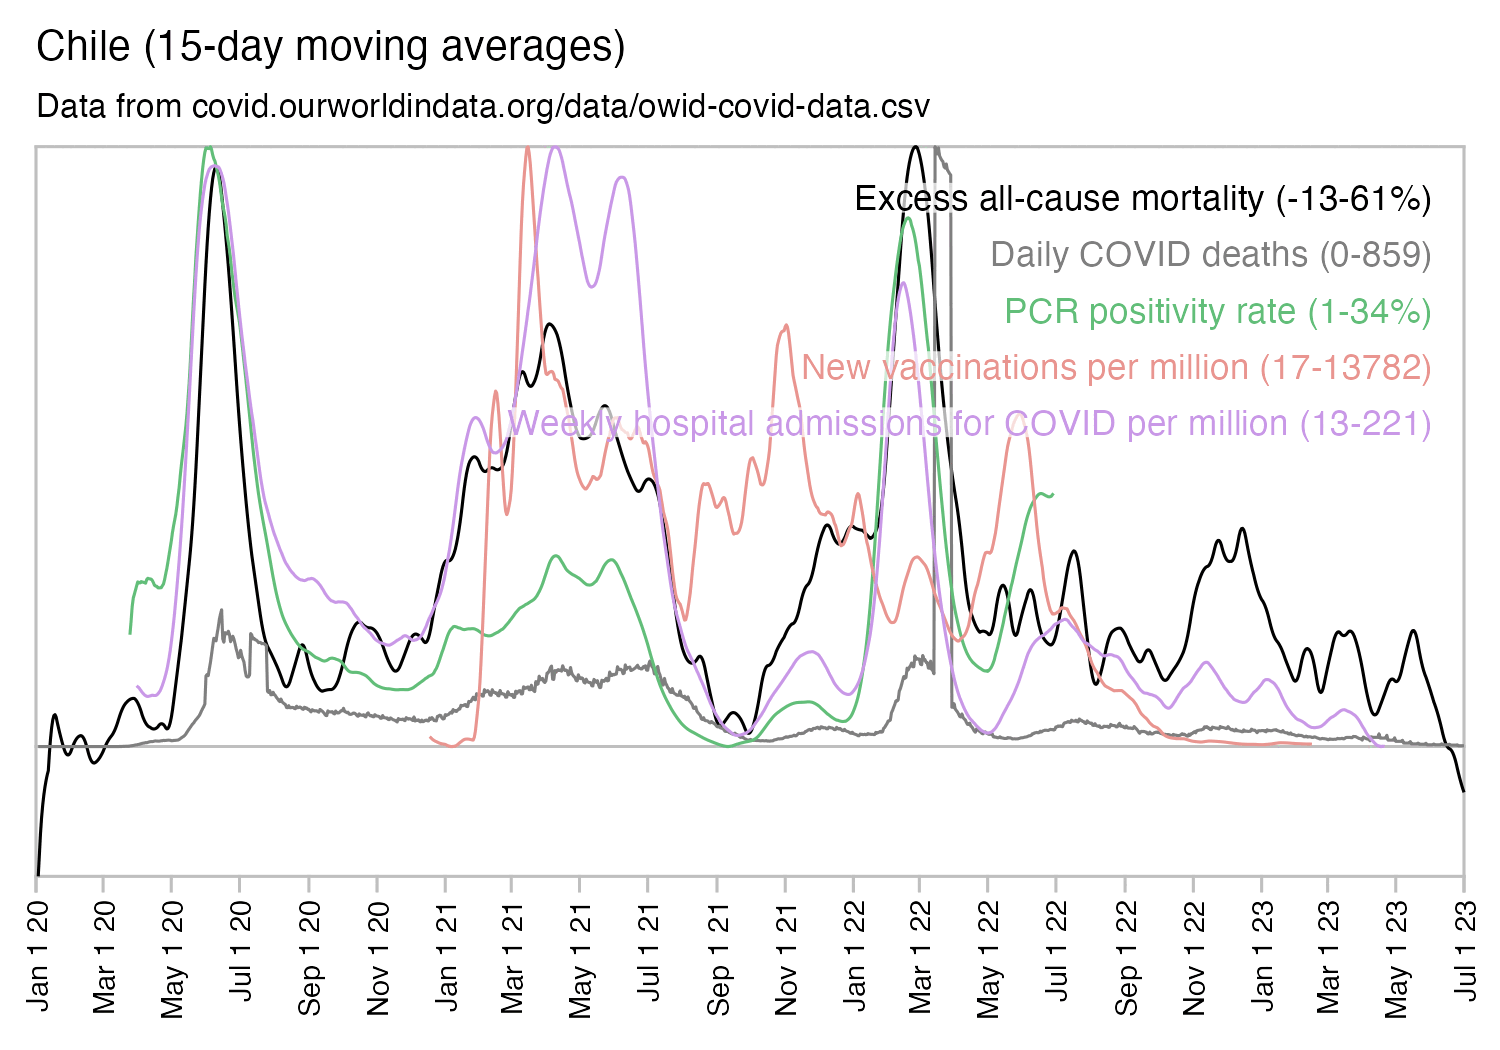 Chile (15-day moving averages)
Data from covid.ourworldindata.org/data/owid-covid-data.csv
Excess all-cause mortality (-13-61%)
Daily COVID deaths (0-859)
PCR positivity rate (1-34%)
New vaccinations per million (17-13782)
Weekly hospital admissions for COVID per million (13-221)
Jan 1 20
Mar 1 20
May 1 20
Jul 1 20
Sep 1 20
Nov 1 20
Jan 1 21
Mar 1 21
May 1 21
Jul 1 21
Sep 1 21
Nov 1 21
Jan 1 22
Mar 1 22
May 1 22
Jul 1 22
Sep 1 22
Nov 1 22
Jan 1 23
Mar 1 23
May 1 23
Jul 1 23